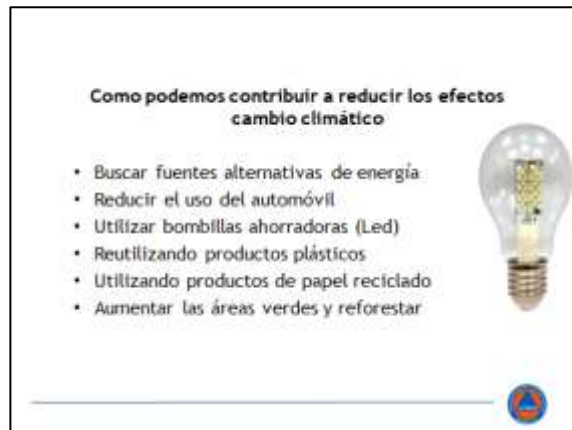 Como podemos contribuir a reducir los efectos
cambio climático
• Buscar fuentes alternativas de energía
• Reducir el uso del automóvil
• Utilizar bombillas ahorradoras (Led)
• Reutilizando productos plásticos
• Utilizando productos de papel reciclado
• Aumentar las áreas verdes y reforestar